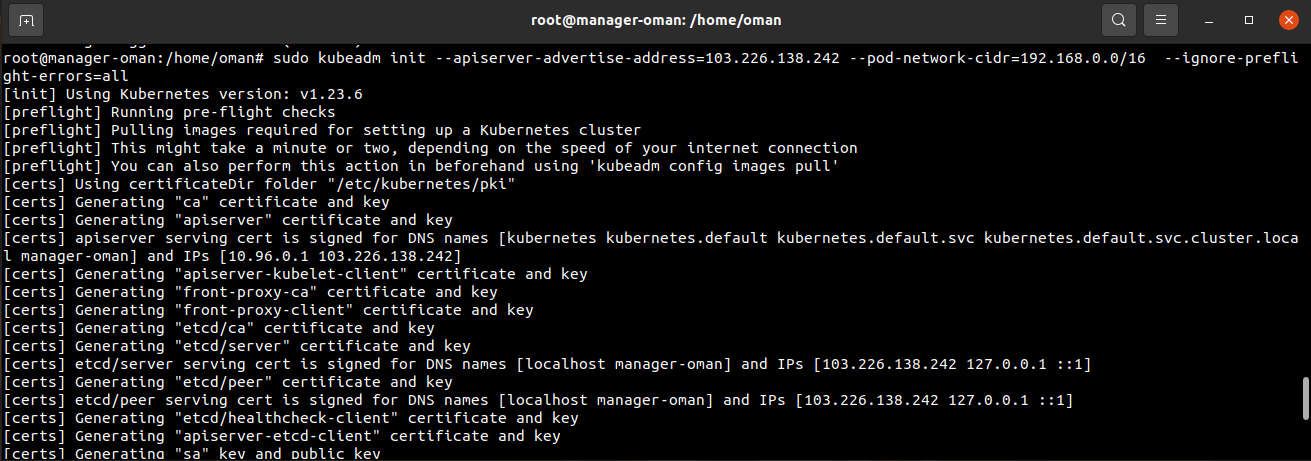 root@manager-oman: /home/oman
root@manager-oman:/home/oman# sudo kubeadm init --apiserver-advertise-address=103.226.138.242 --pod-network-cidr=192.168.0.0/16  --ignore-prefli
ght-errors=all
[init] Using Kubernetes version: v1.23.6
[preflight] Running pre-flight checks
[preflight] Pulling images required for setting up a Kubernetes cluster
[preflight] This might take a minute or two, depending on the speed of your internet connection
[preflight] You can also perform this action in beforehand using 'kubeadm config images pull'
[certs] Using certificateDir folder "/etc/kubernetes/pki"
[certs] Generating "ca" certificate and key
[certs] Generating "apiserver" certificate and key
[certs] apiserver serving cert is signed for DNS names [kubernetes kubernetes.default kubernetes.default.svc kubernetes.default.svc.cluster.loca
l manager-oman] and IPs [10.96.0.1 103.226.138.242]
[certs] Generating "apiserver-kubelet-client" certificate and key
[certs] Generating "front-proxy-ca" certificate and key
[certs] Generating "front-proxy-client" certificate and key
[certs] Generating "etcd/ca" certificate and key
[certs] Generating "etcd/server" certificate and key
[certs] etcd/server serving cert is signed for DNS names [localhost manager-oman] and IPs [103.226.138.242 127.0.0.1 ::1]
[certs] Generating "etcd/peer" certificate and key
[certs] etcd/peer serving cert is signed for DNS names [localhost manager-oman] and IPs [103.226.138.242 127.0.0.1 ::1]
[certs] Generating "etcd/healthcheck-client" certificate and key
[certs] Generating "apiserver-etcd-client" certificate and key
[certs] Generating "sa" key and public key